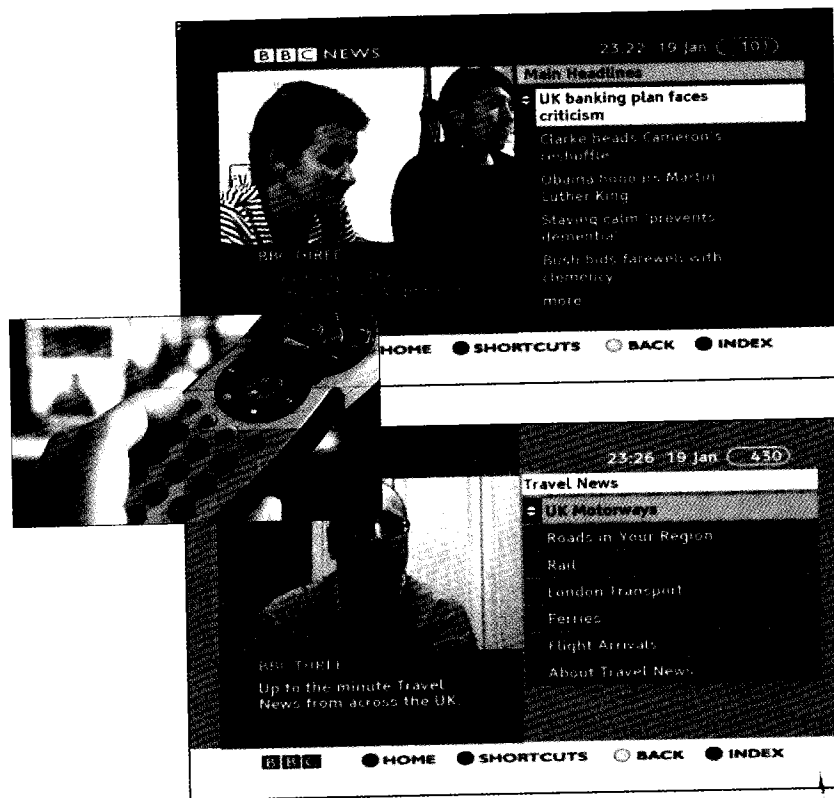 BBC NEWS
23:22 19 Jan 101
Main Headlines
UK banking plan faces
criticism
Clarke heads Cameron's
reshuffle
Obama honours Martin
Luther King
Staying calm 'prevents
dementia'
Bush bids farewell with
clemency
more
BBC THREE
HOME SHORTCUTS BACK INDEX
23:26 19 Jan 430
Travel News
UK Motorways
Roads in Your Region
Rail
London Transport
Ferries
Flight Arrivals
About Travel News
BBC THREE
Up to the minute Travel
News from across the UK.
BBC HOME SHORTCUTS BACK INDEX